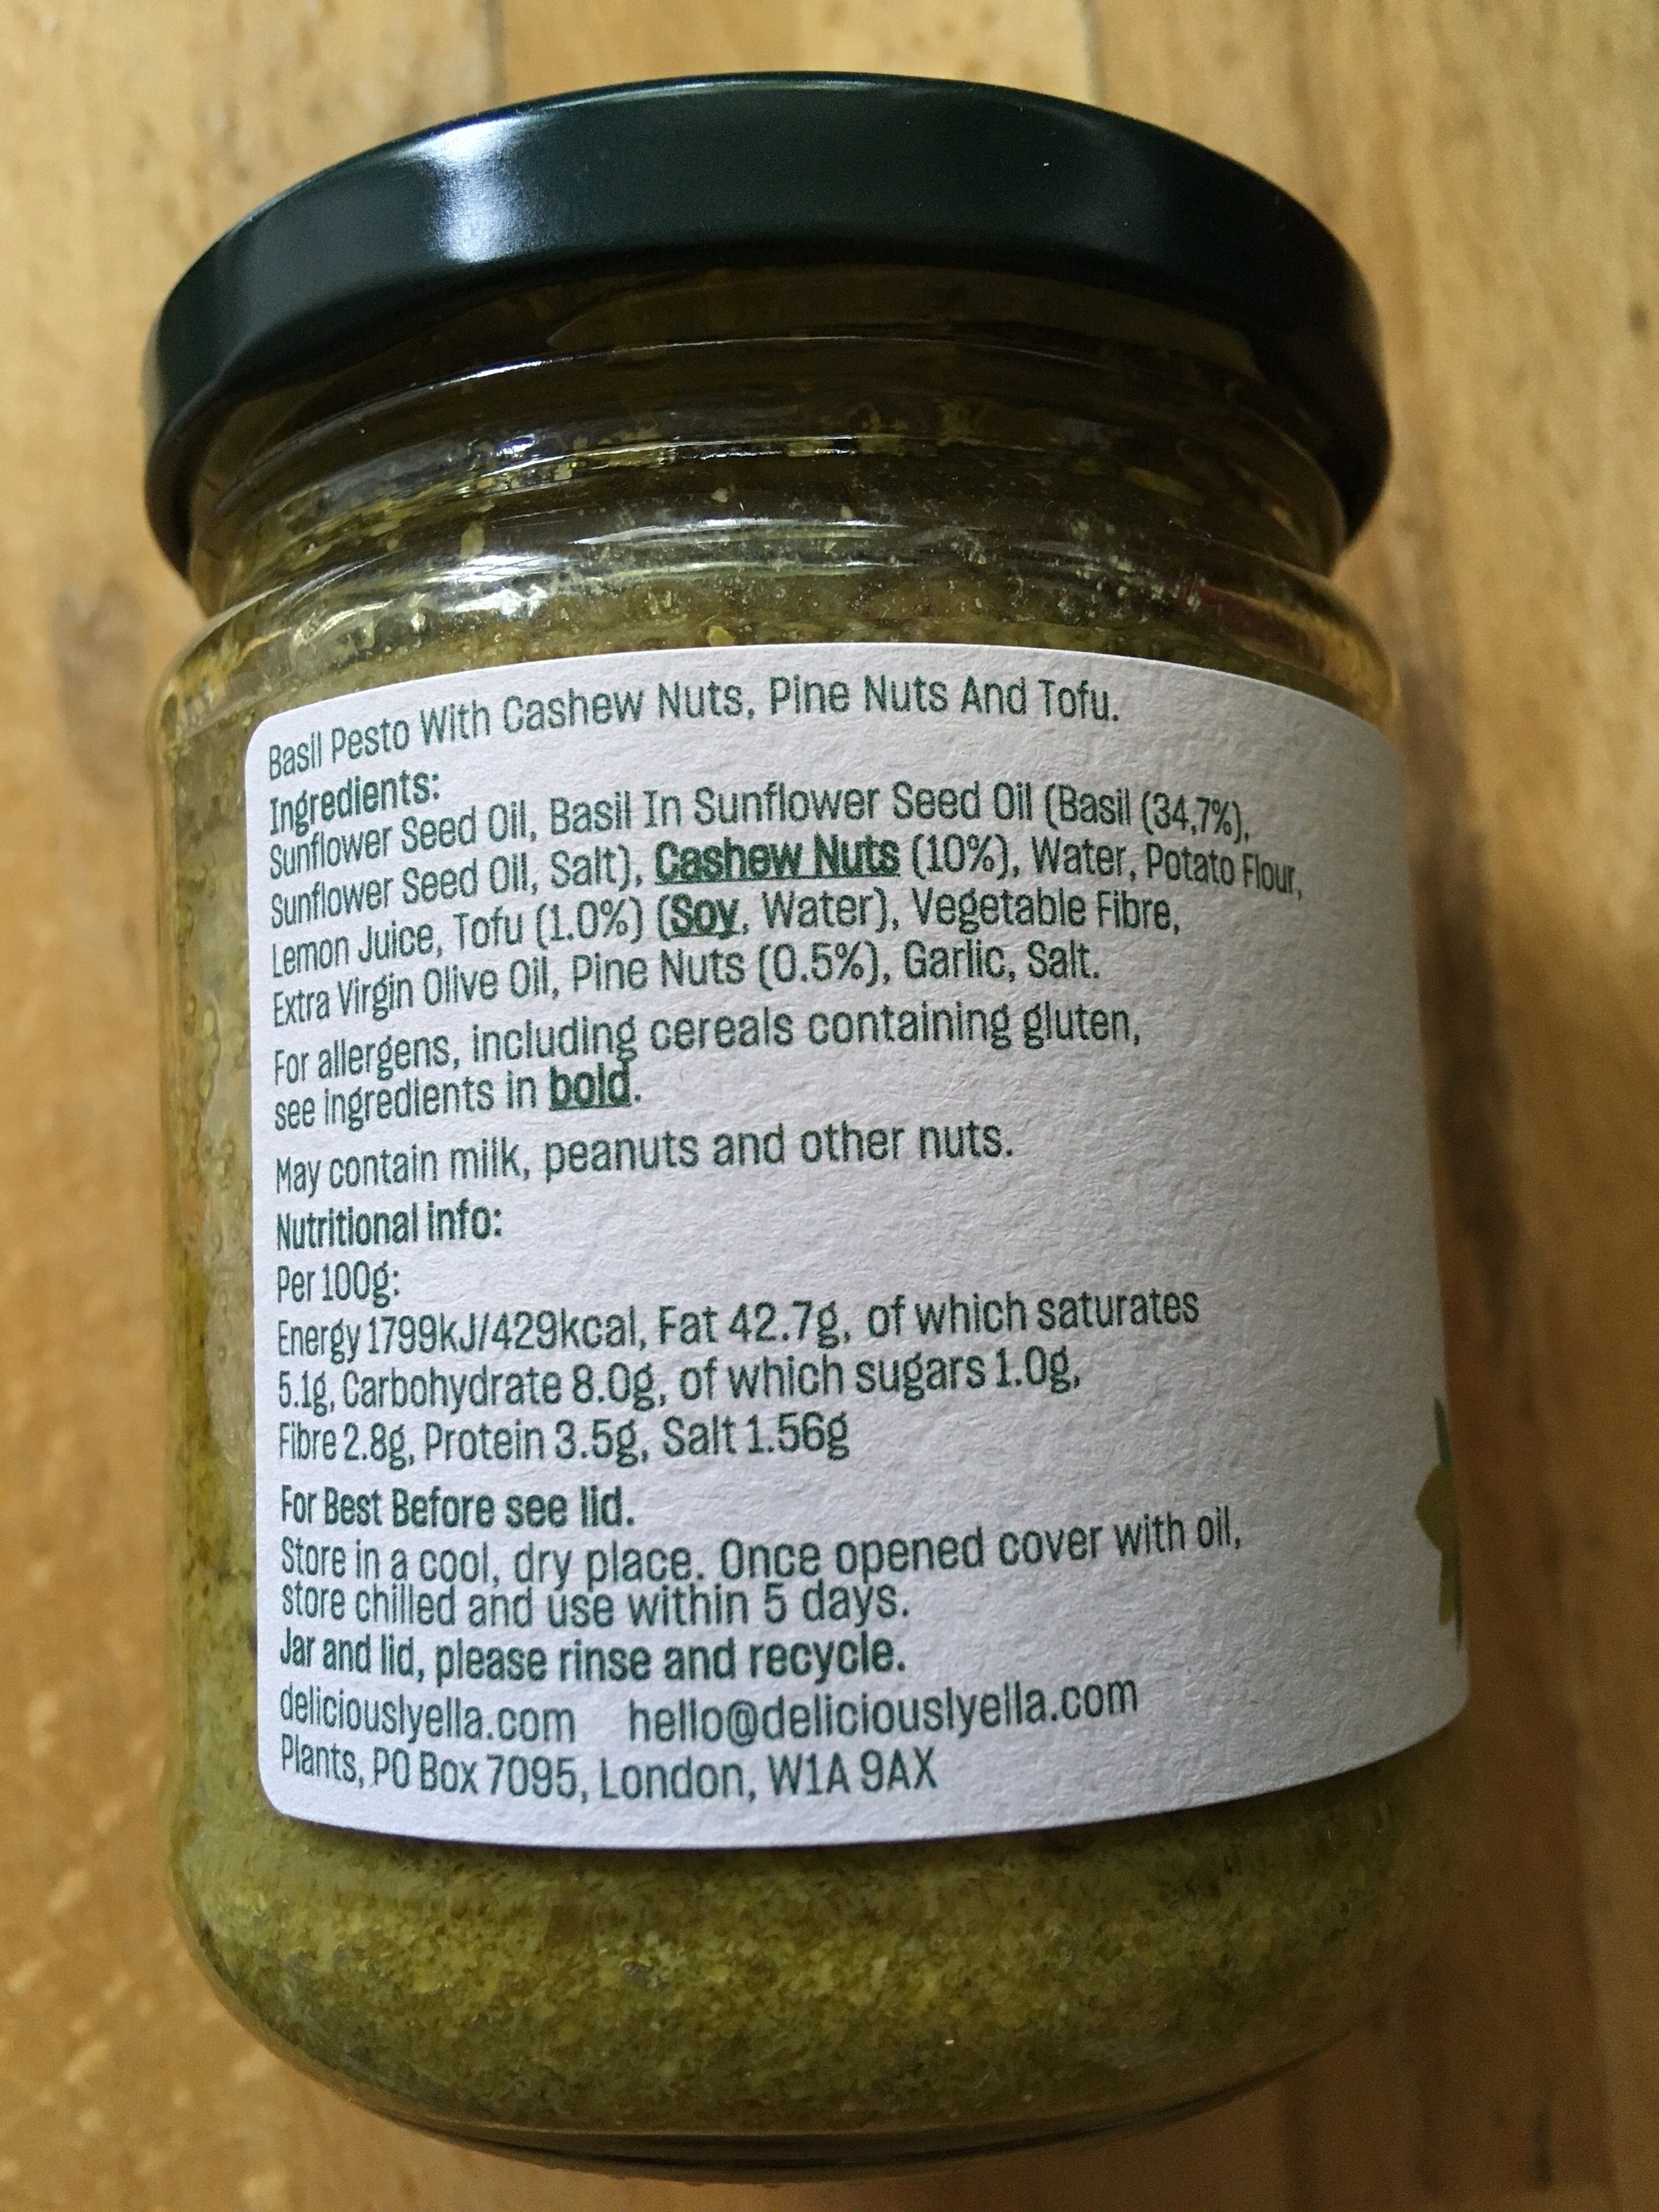 Basil Pesto With Cashew Nuts, Pine Nuts And Tofu.
Ingredients:
Sunflower Seed Oil, Basil In Sunflower Seed Oil (Basil (34,7%),
Sunflower Seed Oil, Salt), Cashew Nuts (10%), Water, Potato Flour,
Lemon Juice, Tofu (1.0%) (Soy, Water), Vegetable Fibre,
Extra Virgin Olive Oil, Pine Nuts (0.5%), Garlic, Salt.
For allergens, including cereals containing gluten,
see ingredients in bold.
May contain milk, peanuts and other nuts.
Nutritional info:
Per 100g:
Energy 1799kJ/429kcal, Fat 42.7g, of which saturates
5.1g, Carbohydrate 8.0g, of which sugars 1.0g,
Fibre 2.8g, Protein 3.5g, Salt 1.56g
For Best Before see lid.
Store in a cool, dry place. Once opened cover with oil,
store chilled and use within 5 days.
Jar and lid, please rinse and recycle.
deliciouslyella.com hello@deliciouslyella.com
Plants, PO Box 7095, London, W1A 9AX